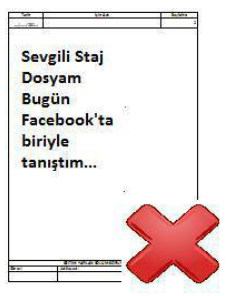 Sevgili Staj
Dosyam
Bugün
Facebook'ta
biriyle
tanıştım...